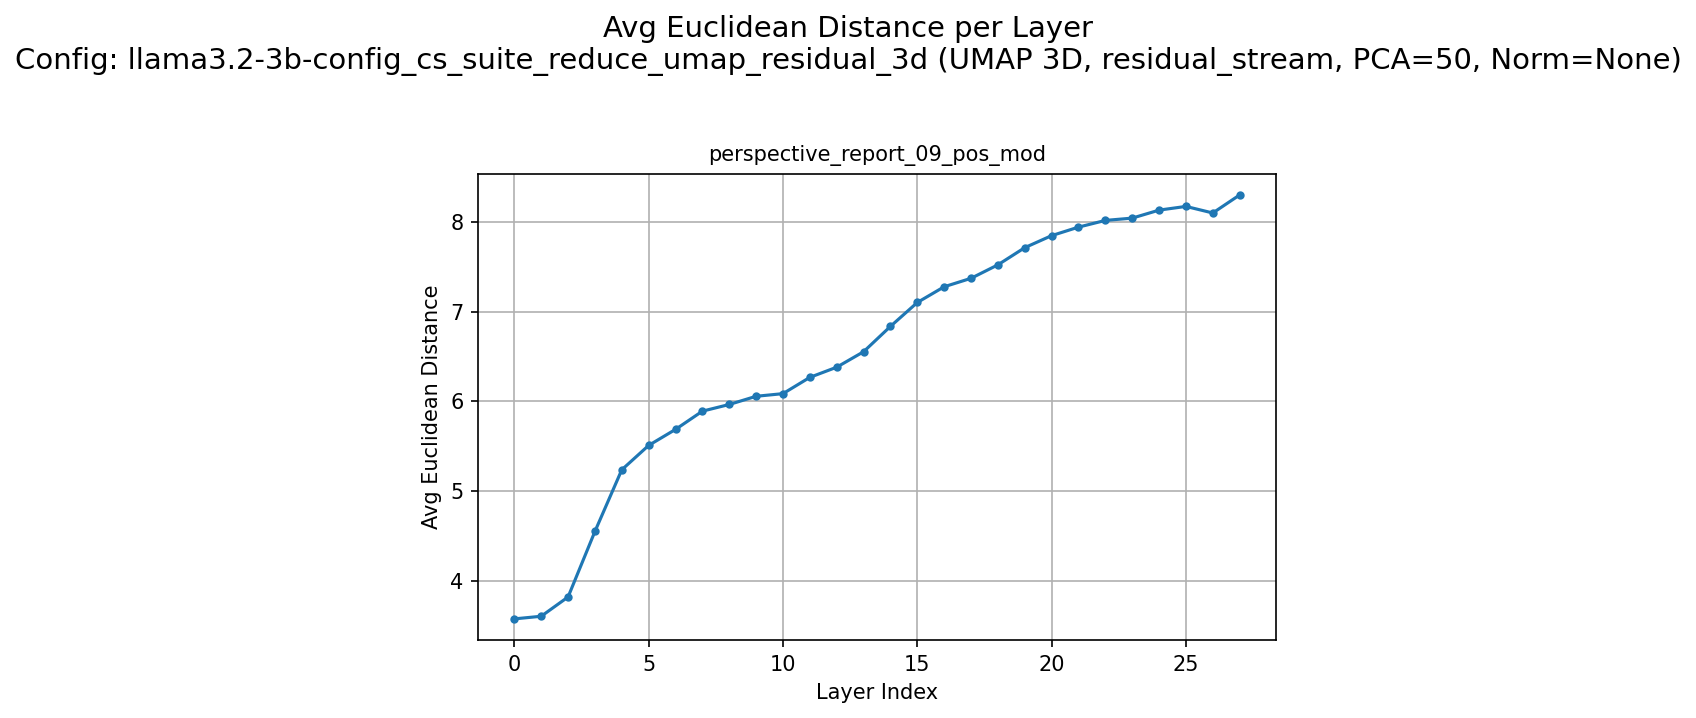 Avg Euclidean Distance per Layer
Config: llama3.2-3b-config_cs_suite_reduce_umap_residual_3d (UMAP 3D, residual_stream, PCA=50, Norm=None)
perspective_report_09_pos_mod
Avg Euclidean Distance
8
7
6
5
4
0 5 10 15 20 25
Layer Index